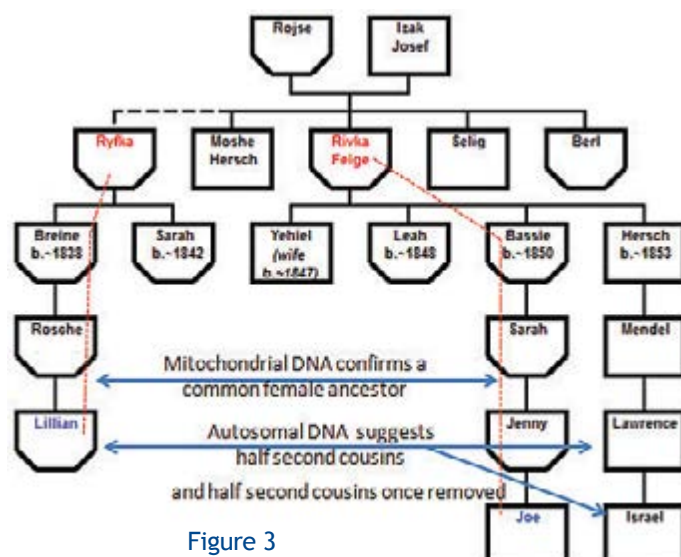 Rojse
Izak
Josef
Ryfka
Moshe
Hersch
Rivka
Feige
Selig
Berl
Breine
b.~1838
Sarah
b.~1842
Yehiel
(wife
b.~1847)
Leah
b.~1848
Bassie
b.~1850
Hersch
b.~1853
Rosche
Sarah
Mendel
Mitochondrial DNA confirms a
common female ancestor
Lillian
Jenny
Lawrence
Autosomal DNA suggests
half second cousins
and half second cousins once removed
Joe
Israel
Figure 3